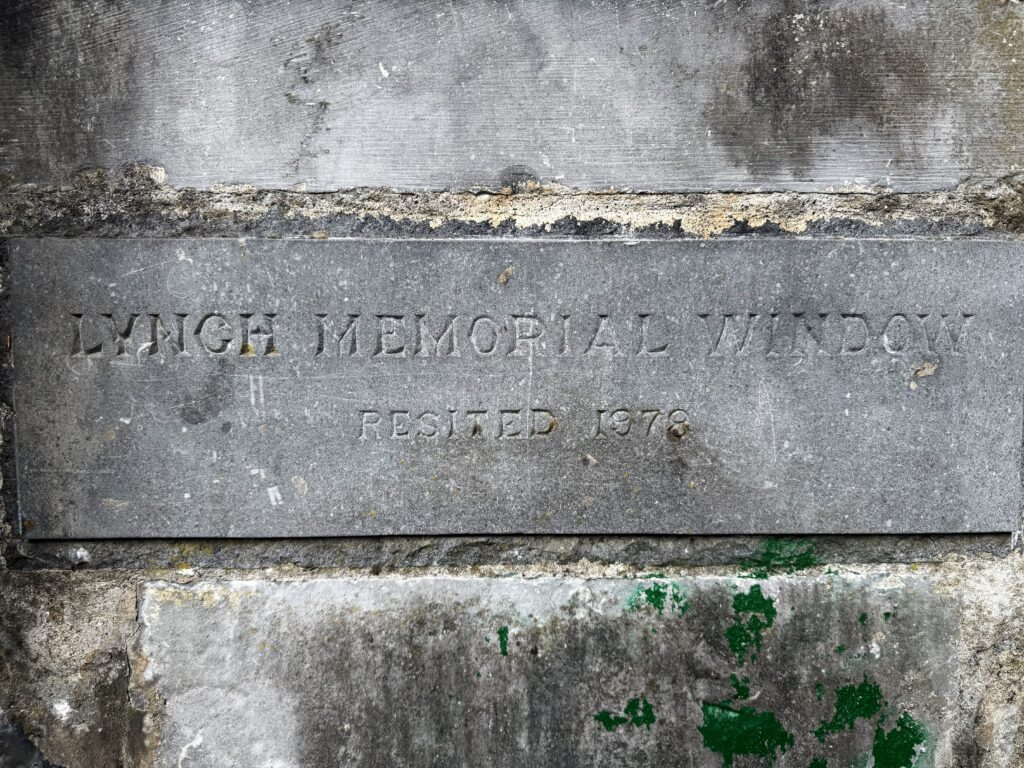 LYNCH MEMORIAL WINDOW
RESITED 1978